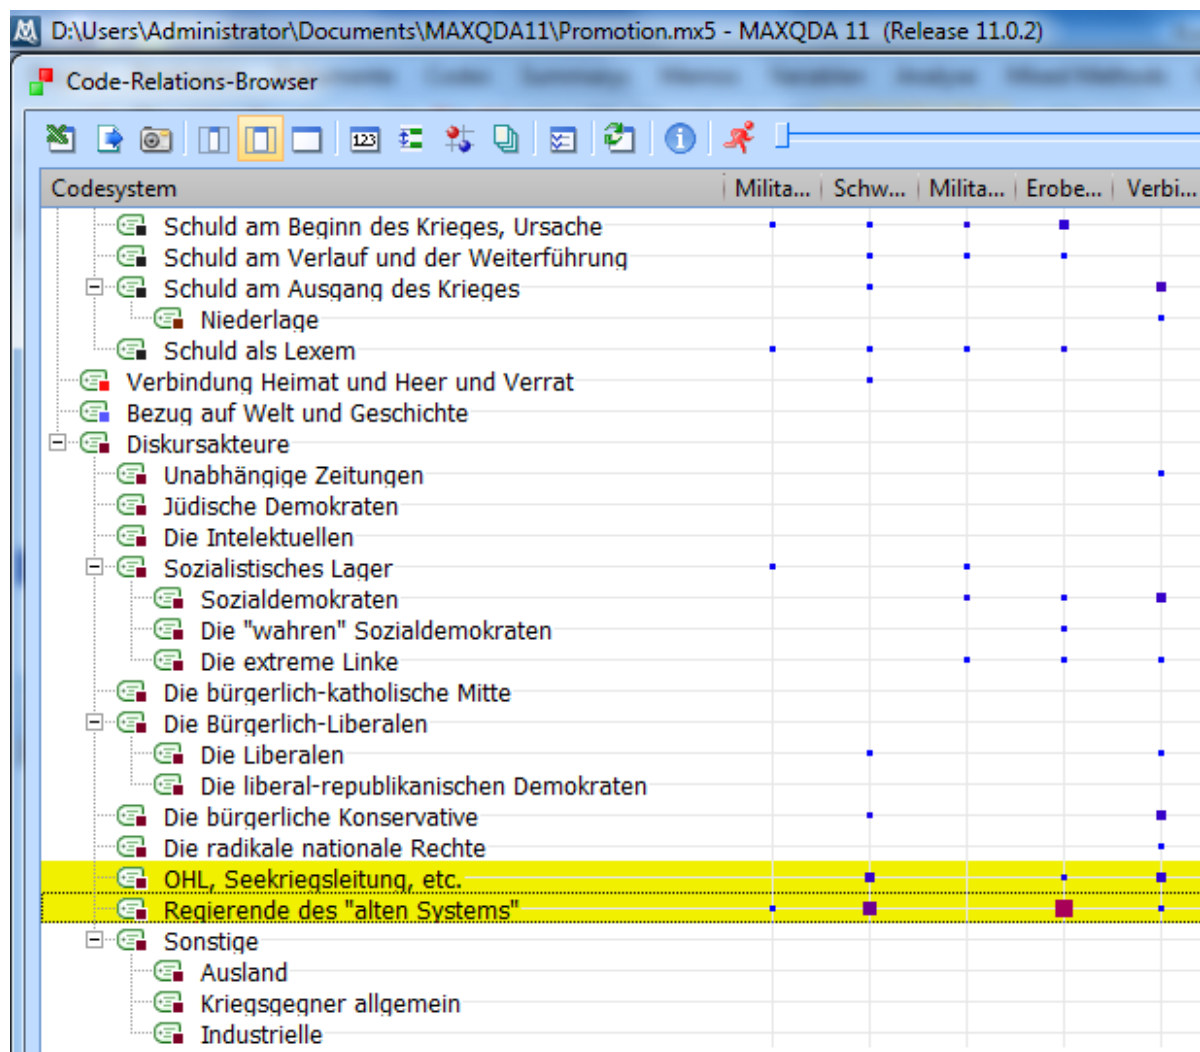 D:\Users\Administrator\Documents\MAXQDA11\Promotion.mx5 - MAXQDA 11 (Release 11.0.2)
Code-Relations-Browser
123
Codesystem Milita... Schw... Milita... Erobe... Verbi...
Schuld am Beginn des Krieges, Ursache
Schuld am Verlauf und der Weiterführung
Schuld am Ausgang des Krieges
Niederlage
Schuld als Lexem
Verbindung Heimat und Heer und Verrat
Bezug auf Welt und Geschichte
Diskursakteure
Unabhängige Zeitungen
Jüdische Demokraten
Die Intelektuellen
Sozialistisches Lager
Sozialdemokraten
Die "wahren" Sozialdemokraten
Die extreme Linke
Die bürgerlich-katholische Mitte
Die Bürgerlich-Liberalen
Die Liberalen
Die liberal-republikanischen Demokraten
Die bürgerliche Konservative
Die radikale nationale Rechte
OHL, Seekriegsleitung, etc.
Regierende des "alten Systems"
Sonstige
Ausland
Kriegsgegner allgemein
Industrielle